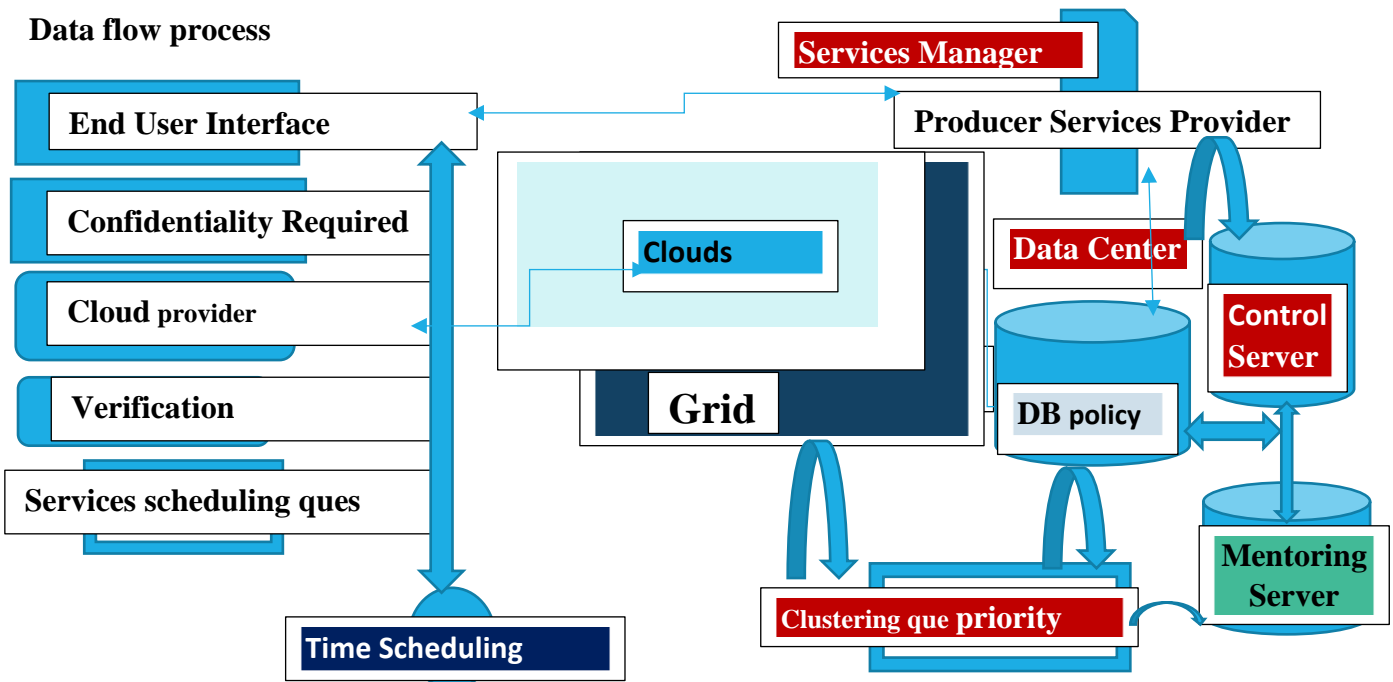 Data flow process
Services Manager
End User Interface
Producer Services Provider
Confidentiality Required
Clouds
Data Center
Cloud provider
Control
Server
Verification
Grid
DB policy
Services scheduling ques
Mentoring
Server
Clustering que priority
Time Scheduling